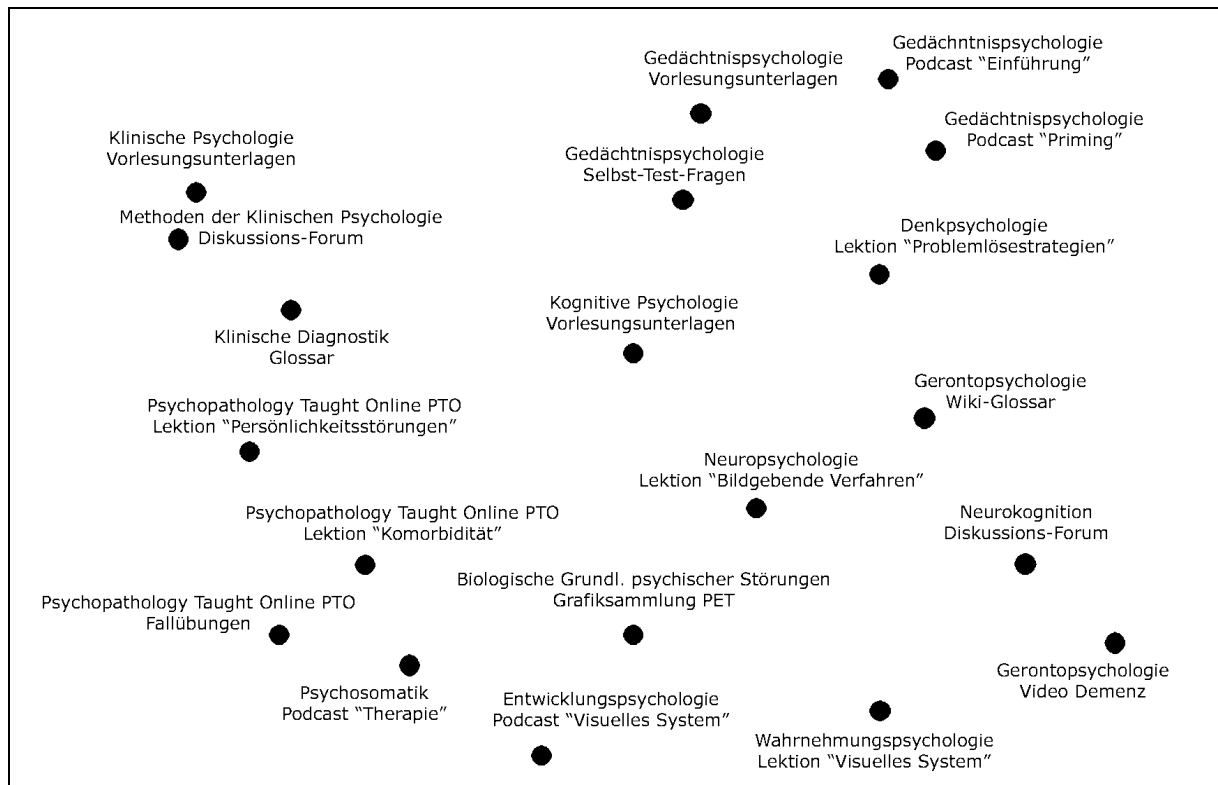 Gedächntnispsychologie
Podcast “Einführung”
Gedächtnispsychologie
Vorlesungsunterlagen
Gedächtnispsychologie
Podcast “Priming”
Klinische Psychologie
Vorlesungsunterlagen
Gedächtnispsychologie
Selbst-Test-Fragen
Methoden der Klinischen Psychologie
Diskussions-Forum
Denkpsychologie
Lektion “Problemlösestrategien”
Kognitive Psychologie
Vorlesungsunterlagen
Klinische Diagnostik
Glossar
Gerontopsychologie
Wiki-Glossar
Psychopathology Taught Online PTO
Lektion “Persönlichkeitsstörungen”
Neuropsychologie
Lektion “Bildgebende Verfahren”
Psychopathology Taught Online PTO
Lektion “Komorbidität”
Neurokognition
Diskussions-Forum
Biologische Grundl. psychischer Störungen
Grafiksammlung PET
Psychopathology Taught Online PTO
Fallübungen
Gerontopsychologie
Video Demenz
Psychosomatik
Podcast “Therapie”
Entwicklungspsychologie
Podcast “Visuelles System”
Wahrnehmungspsychologie
Lektion “Visuelles System”